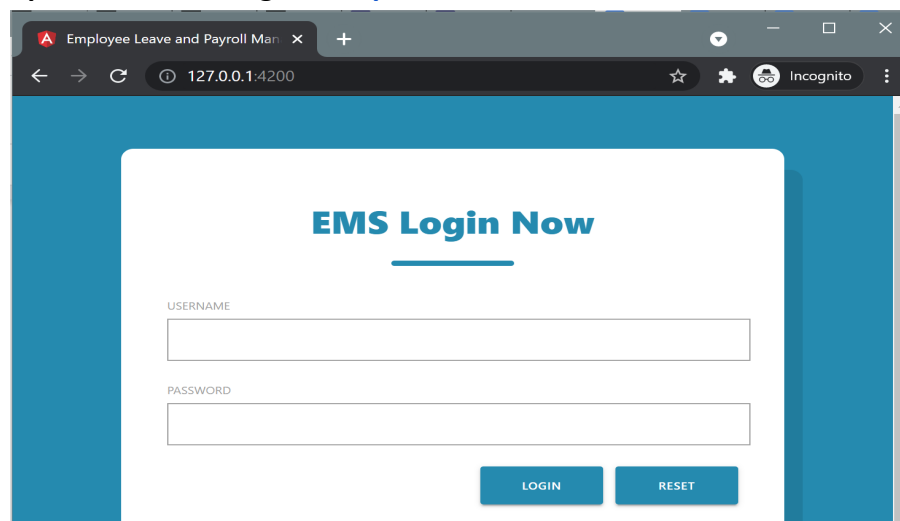 Employee Leave and Payroll Man
127.0.0.1:4200
Incognito
EMS Login Now
USERNAME
PASSWORD
LOGIN
RESET